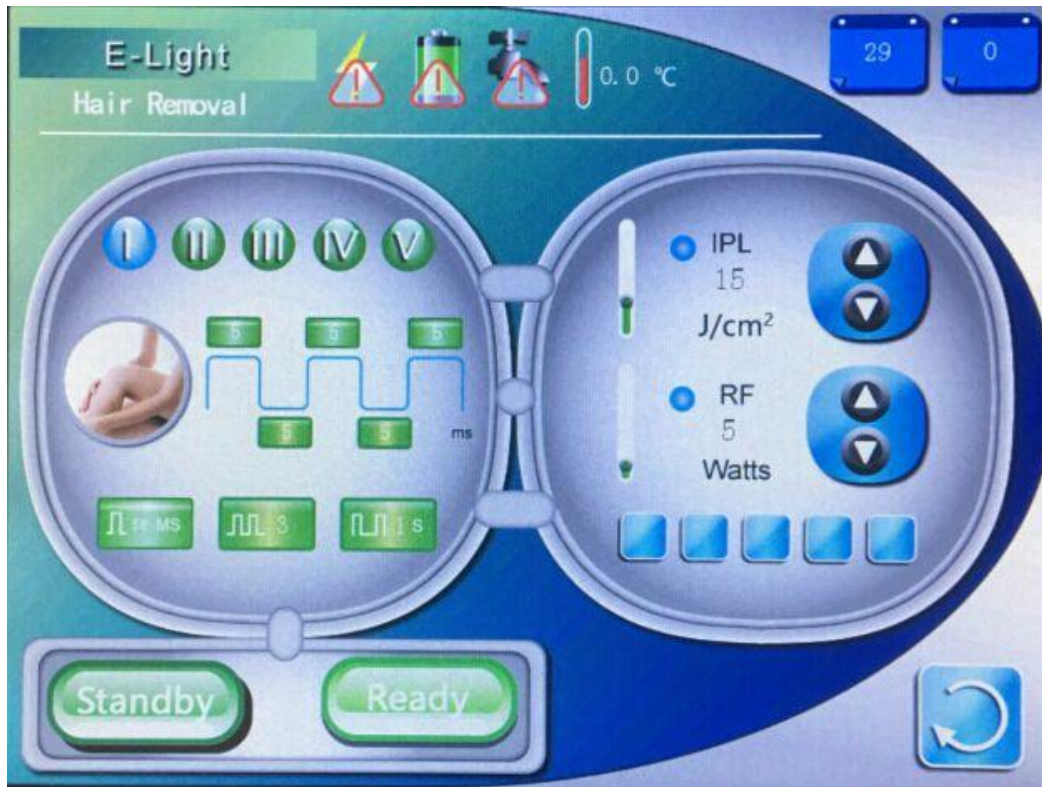 E-Light
Hair Removal
0.0 ℃
29
0
I II III IV V
5 5 5
5 5 ms
MS
3
1 S
IPL
15
J/cm²
RF
5
Watts
Standby
Ready